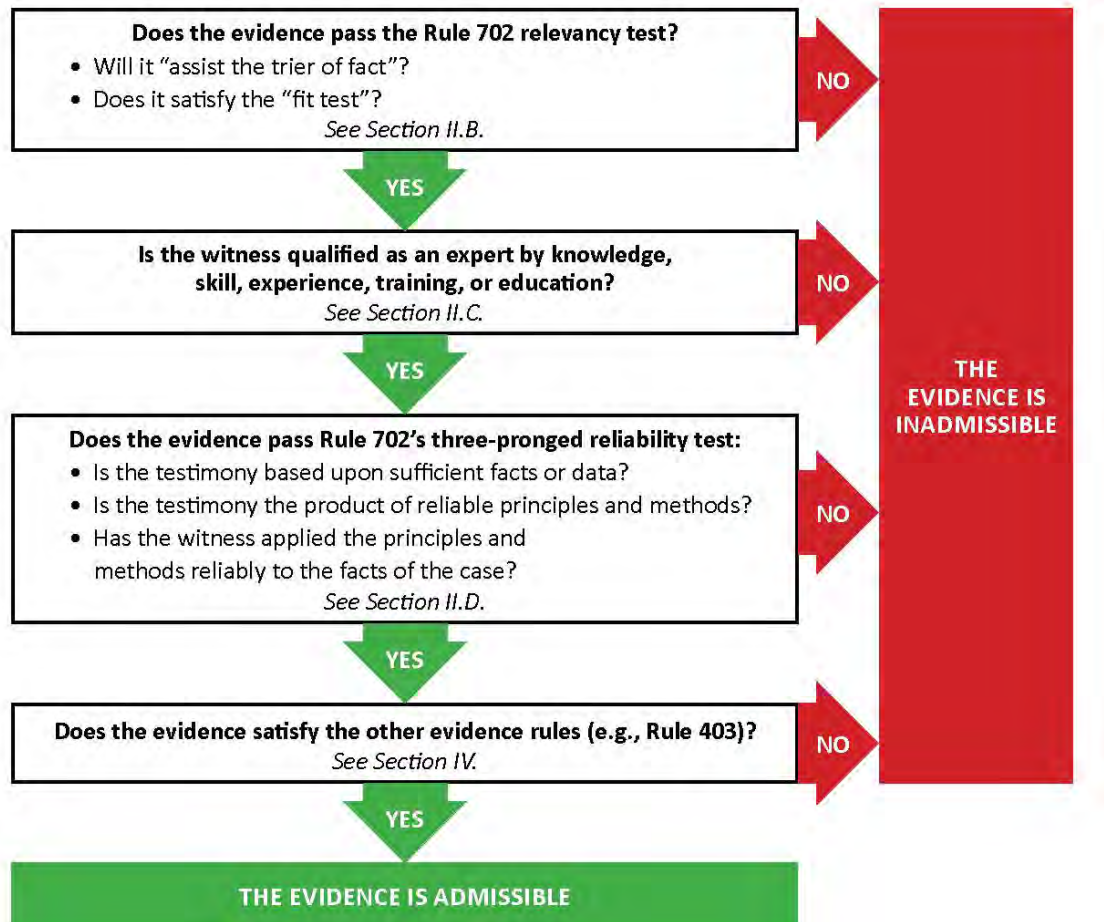 Does the evidence pass the Rule 702 relevancy test?
• Will it “assist the trier of fact”?
• Does it satisfy the “fit test”?
See Section II.B.
NO
YES
Is the witness qualified as an expert by knowledge,
skill, experience, training, or education?
See Section II.C.
NO
YES
Does the evidence pass Rule 702’s three-pronged reliability test:
• Is the testimony based upon sufficient facts or data?
• Is the testimony the product of reliable principles and methods?
• Has the witness applied the principles and
methods reliably to the facts of the case?
See Section II.D.
NO
YES
Does the evidence satisfy the other evidence rules (e.g., Rule 403)?
See Section IV.
NO
YES
THE EVIDENCE IS ADMISSIBLE
THE
EVIDENCE IS
INADMISSIBLE